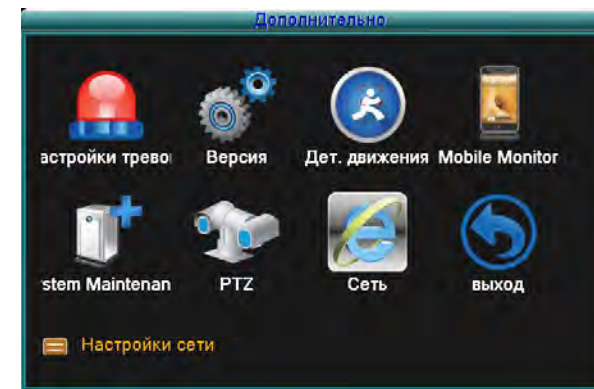 Дополнительно
астройки трево
Версия
Дет. движения
Mobile Monitor
stem Maintenan
PTZ
Сеть
выход
Настройки сети